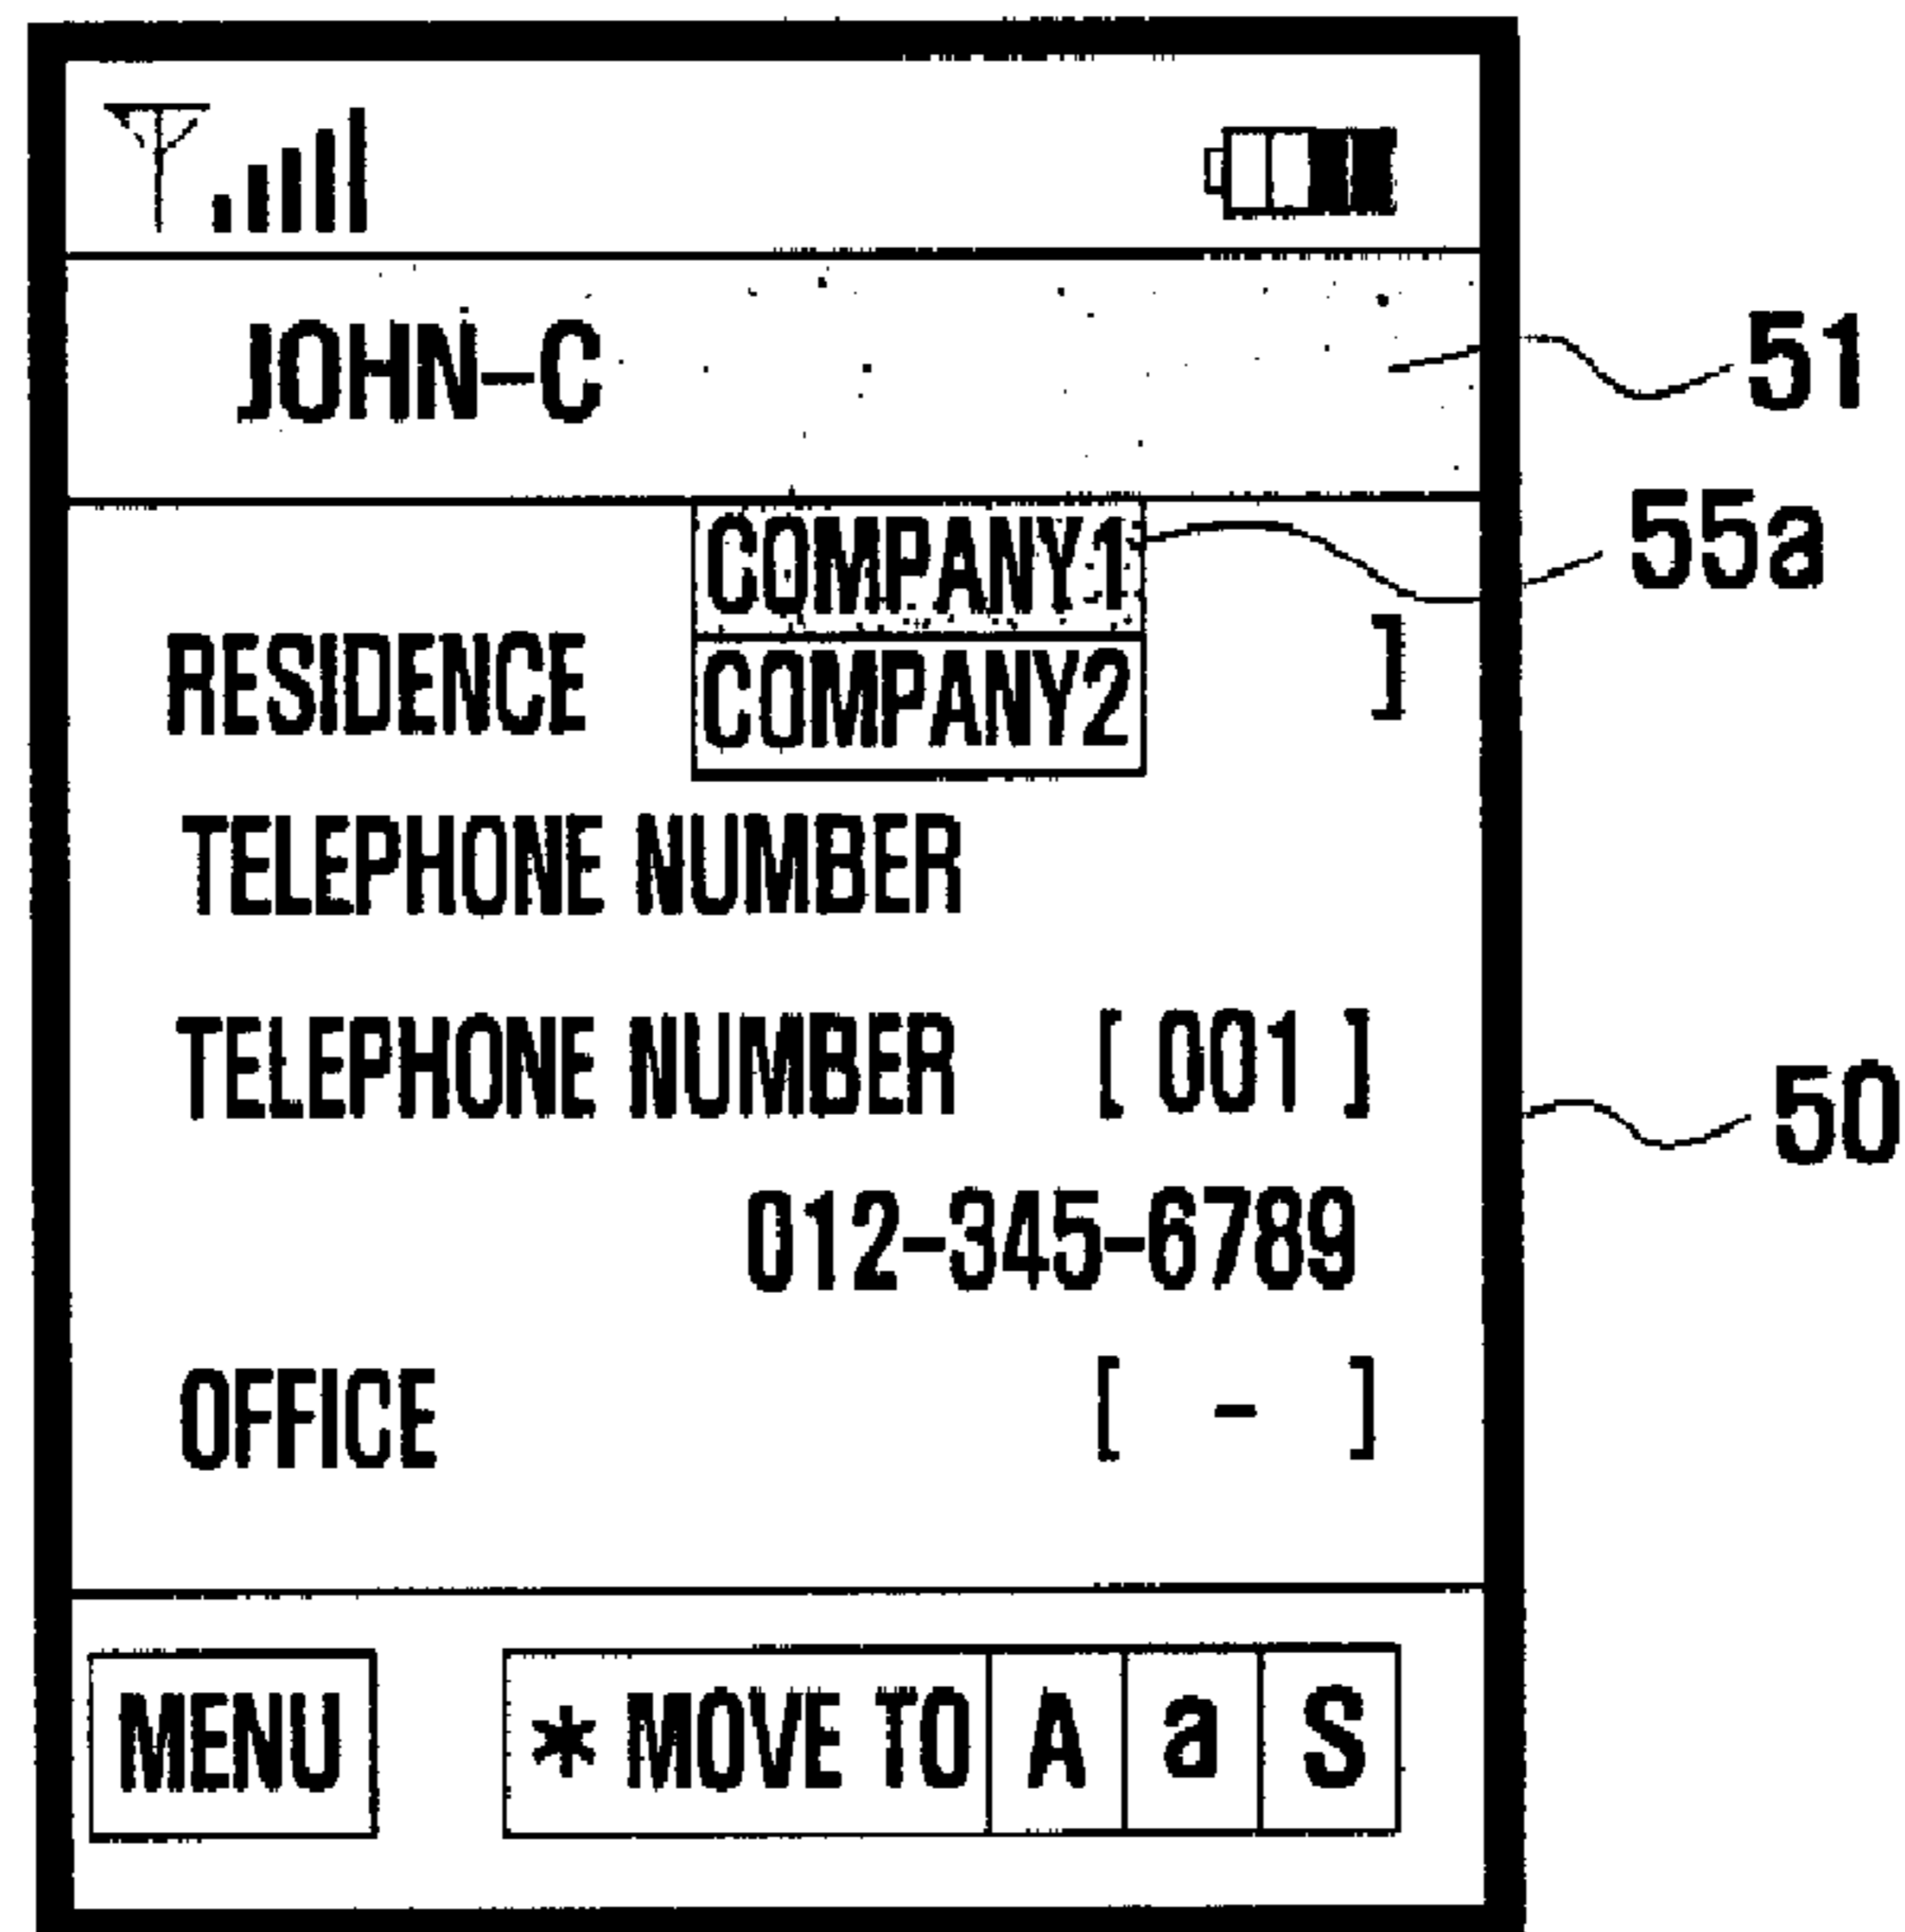 JOHN-C
51
COMPANY1
55a
RESIDENCE ]
COMPANY2
TELEPHONE NUMBER
TELEPHONE NUMBER [ 001 ]
50
012-345-6789
OFFICE [ - ]
MENU * MOVE TO A a S